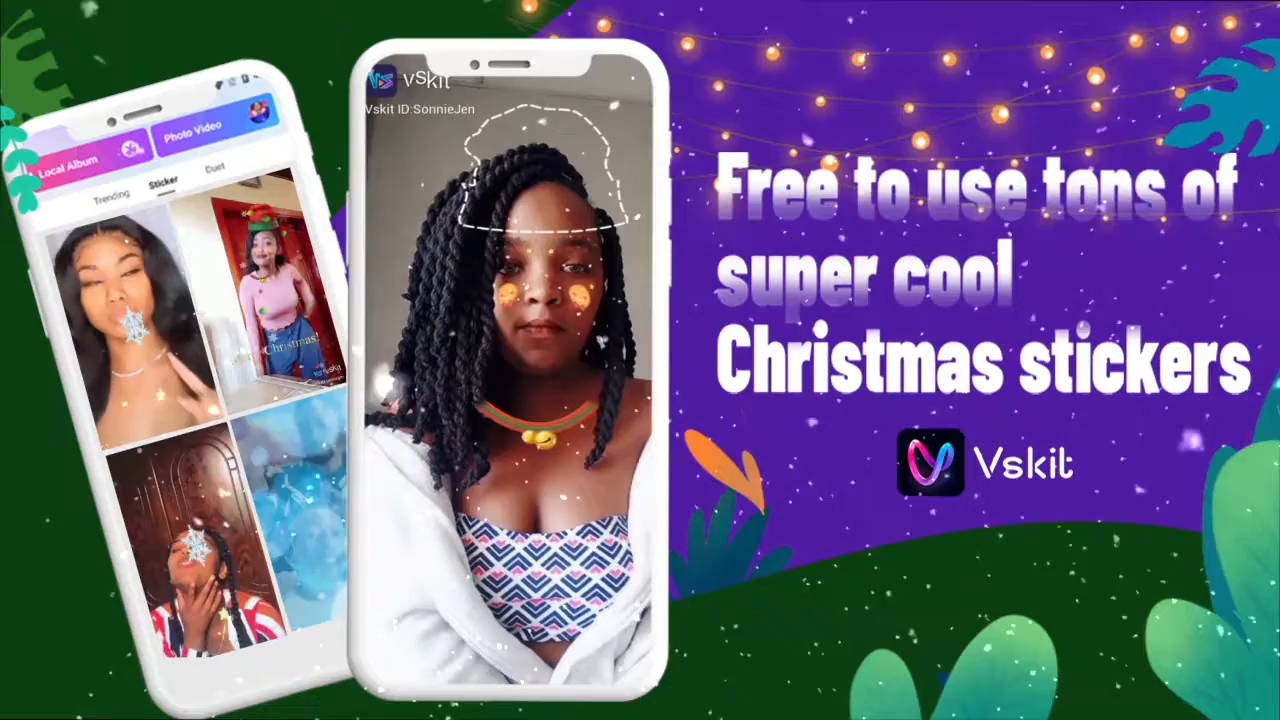 Local Album
Photo Video
Trending
Sticker
Duet
Christmas!
Vskit
Vskit ID:SonnieJen
Free to use tons of
super cool
Christmas stickers
Vskit